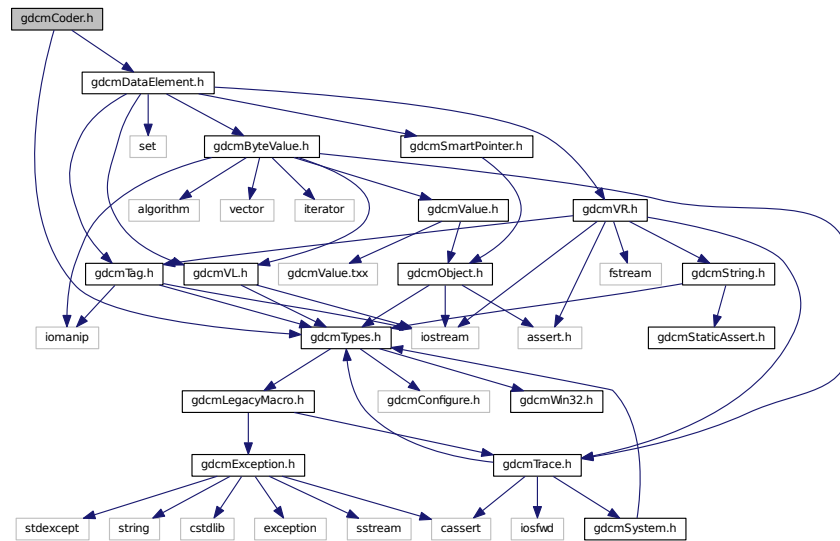 gdcmCoder.h
gdcmDataElement.h
set
gdcmByteValue.h
gdcmSmartPointer.h
algorithm
vector
iterator
gdcmValue.h
gdcmVR.h
gdcmTag.h
gdcmVL.h
gdcmValue.txx
gdcmObject.h
fstream
gdcmString.h
iomanip
gdcmTypes.h
iostream
assert.h
gdcmStaticAssert.h
gdcmLegacyMacro.h
gdcmConfigure.h
gdcmWin32.h
gdcmException.h
gdcmTrace.h
stdexcept
string
cstdlib
exception
sstream
cassert
iosfwd
gdcmSystem.h